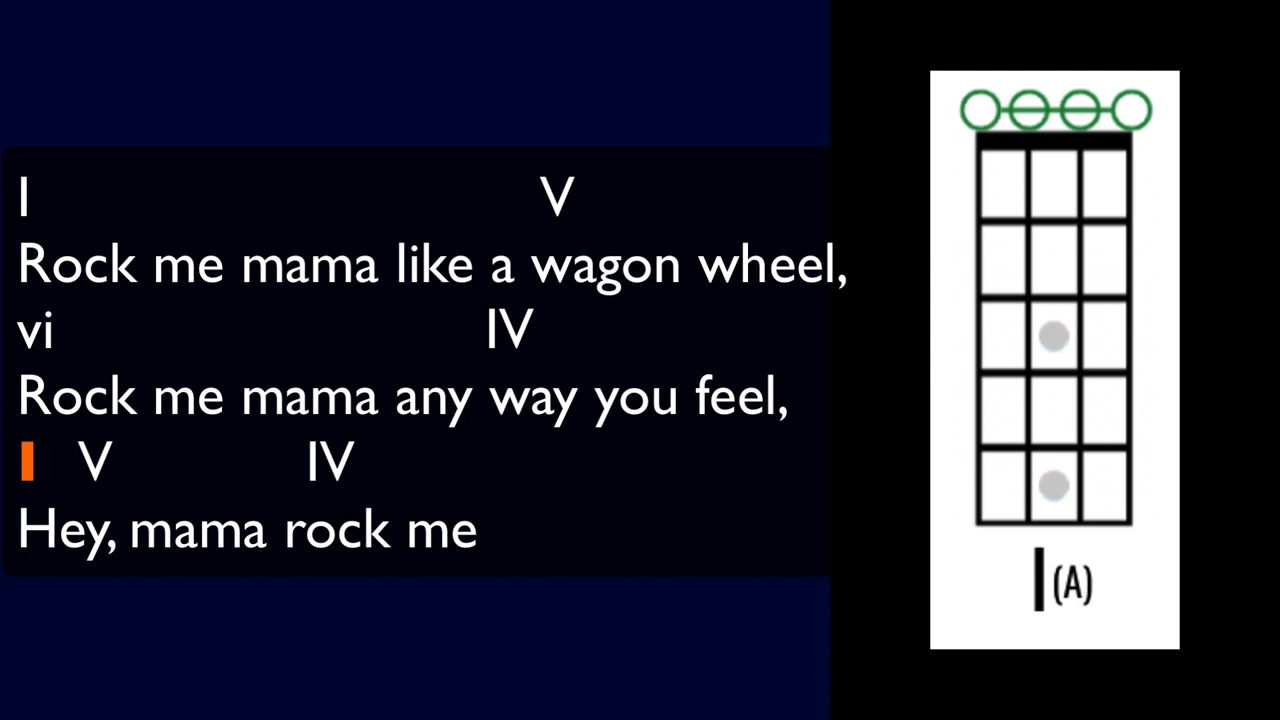 I V
Rock me mama like a wagon wheel,
vi IV
Rock me mama any way you feel,
I V IV
Hey, mama rock me
I (A)